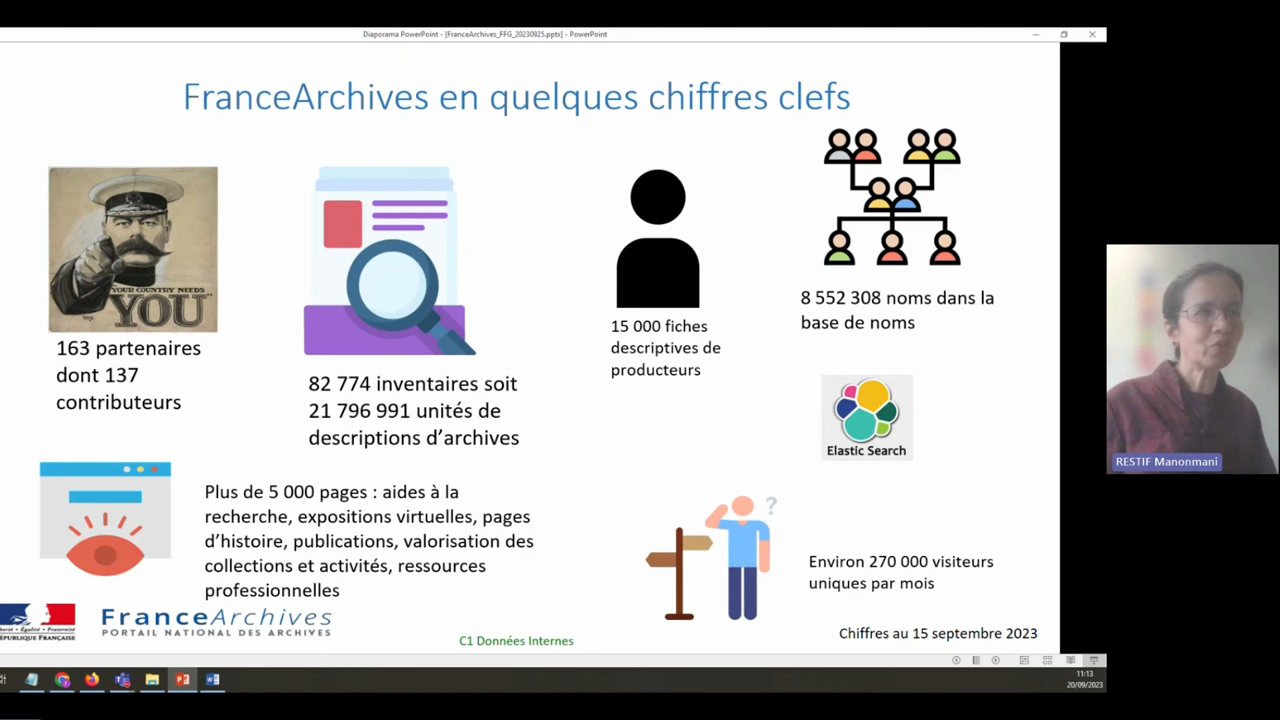 Diaporama PowerPoint - [FranceArchives_FFG_20230925.pptx] - PowerPoint
FranceArchives en quelques chiffres clefs
YOUR COUNTRY NEEDS
YOU"
163 partenaires
dont 137
contributeurs
82 774 inventaires soit
21 796 991 unités de
descriptions d'archives
15 000 fiches
descriptives de
producteurs
8 552 308 noms dans la
base de noms
Elastic Search
Plus de 5 000 pages : aides à la
recherche, expositions virtuelles, pages
d'histoire, publications, valorisation des
collections et activités, ressources
professionnelles
?
Environ 270 000 visiteurs
uniques par mois
Égalité • Fraternité
RÉPUBLIQUE FRANÇAISE
FranceArchives
PORTAIL NATIONAL DES ARCHIVES
C1 Données Internes
Chiffres au 15 septembre 2023
RESTIF Manonmani
11:13
20/09/2023